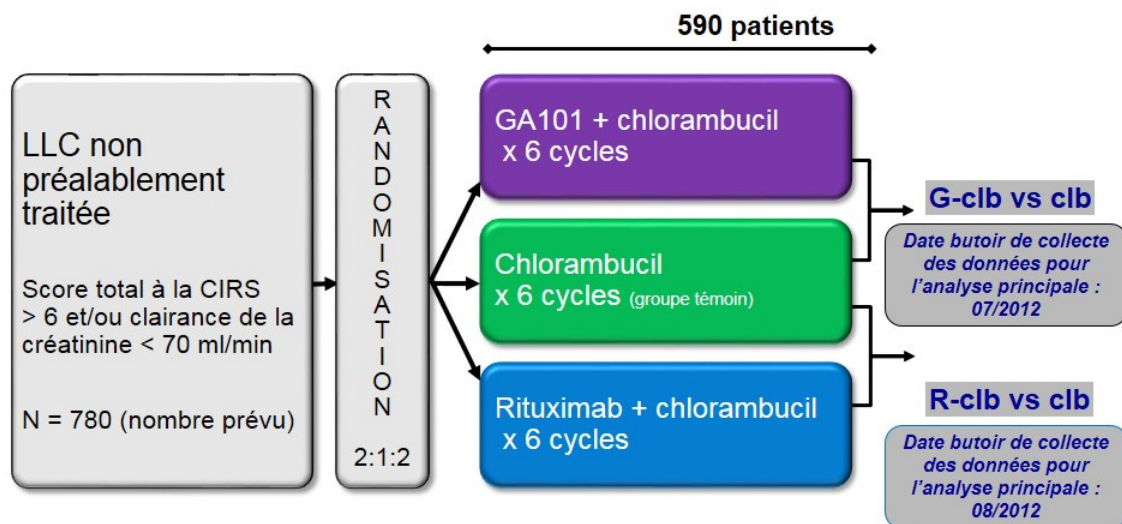 590 patients
LLC non
préalablement
traitée
Score total à la CIRS
> 6 et/ou clairance de la
créatinine < 70 ml/min
N = 780 (nombre prévu)
RANDOMISATION
2:1:2
GA101 + chlorambucil
x 6 cycles
Chlorambucil
x 6 cycles (groupe témoin)
Rituximab + chlorambucil
x 6 cycles
G-clb vs clb
Date butoir de collecte
des données pour
l'analyse principale :
07/2012
R-clb vs clb
Date butoir de collecte
des données pour
l'analyse principale :
08/2012